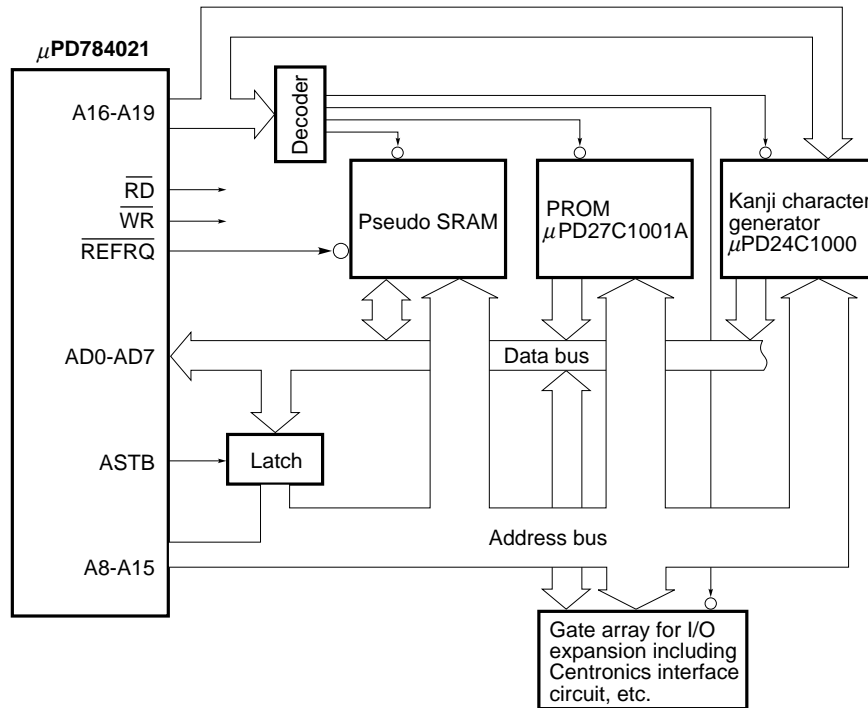 μPD784021
A16-A19
Decoder
RD
WR
REFRQ
Pseudo SRAM
PROM
μPD27C1001A
Kanji character
generator
μPD24C1000
AD0-AD7
Data bus
ASTB
Latch
Address bus
A8-A15
Gate array for I/O
expansion including
Centronics interface
circuit, etc.